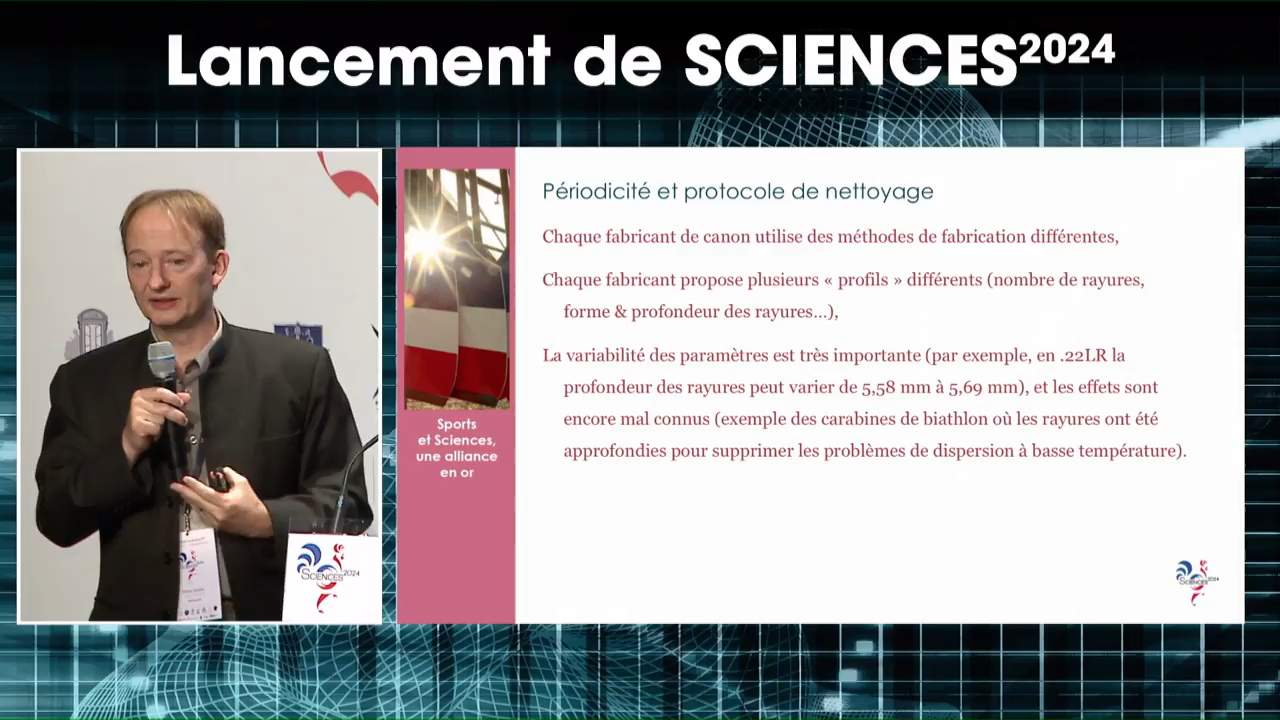 Lancement de SCIENCES²⁰²⁴
Périodicité et protocole de nettoyage
Chaque fabricant de canon utilise des méthodes de fabrication différentes,
Chaque fabricant propose plusieurs « profils » différents (nombre de rayures,
forme & profondeur des rayures...),
La variabilité des paramètres est très importante (par exemple, en .22LR la
profondeur des rayures peut varier de 5,58 mm à 5,69 mm), et les effets sont
encore mal connus (exemple des carabines de biathlon où les rayures ont été
approfondies pour supprimer les problèmes de dispersion à basse température).
Sports
et Sciences,
une alliance
en or
SCIENCES 2024
SCIENCES 2024